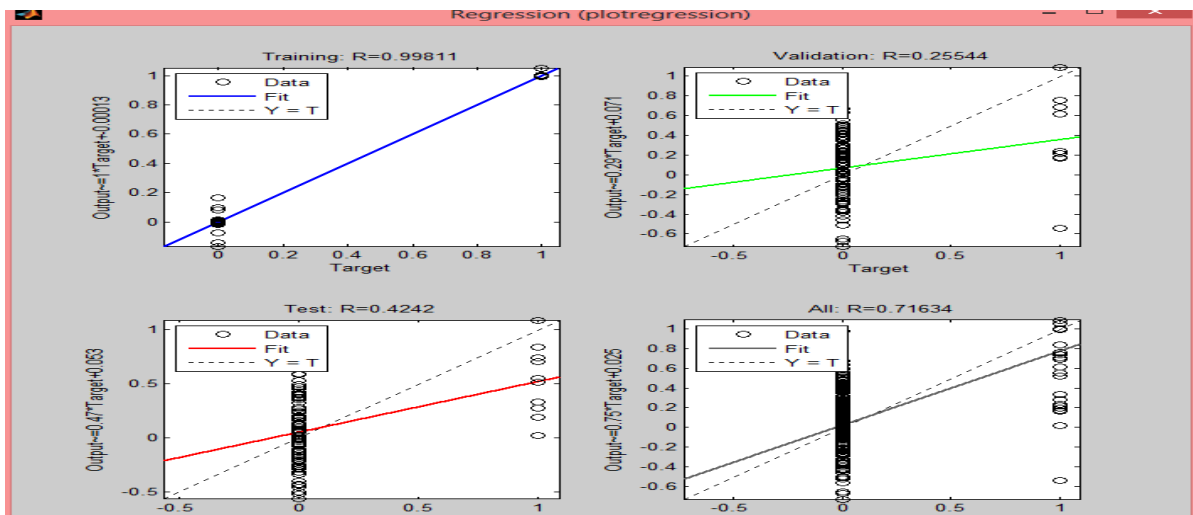 Regression (plotregression)
Training: R=0.99811
Output~=1*Target+0.00013
1
0.8
0.6
0.4
0.2
0
Data
Fit
Y = T
0
0.2
0.4
0.6
0.8
1
Target
Validation: R=0.25544
Output~=0.29*Target+0.071
1
0.8
0.6
0.4
0.2
0
-0.2
-0.4
-0.6
Data
Fit
Y = T
-0.5
0
0.5
1
Target
Test: R=0.4242
Output~=0.47*Target+0.053
1
0.5
0
-0.5
Data
Fit
Y = T
-0.5
0
0.5
1
All: R=0.71634
Output~=0.75*Target+0.025
1
0.8
0.6
0.4
0.2
0
-0.2
-0.4
-0.6
Data
Fit
Y = T
-0.5
0
0.5
1